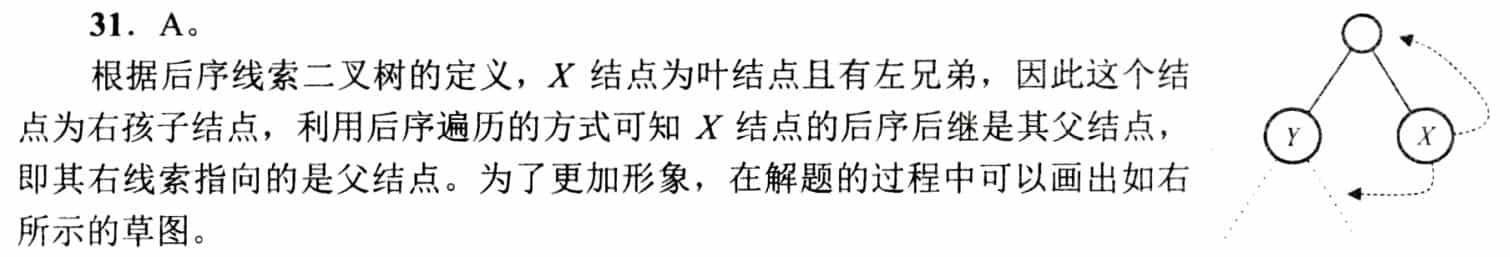 31. A。
根据后序线索二叉树的定义，X 结点为叶结点且有左兄弟，因此这个结
点为右孩子结点，利用后序遍历的方式可知 X 结点的后序后继是其父结点，
即其右线索指向的是父结点。为了更加形象，在解题的过程中可以画出如右
所示的草图。
Y
X